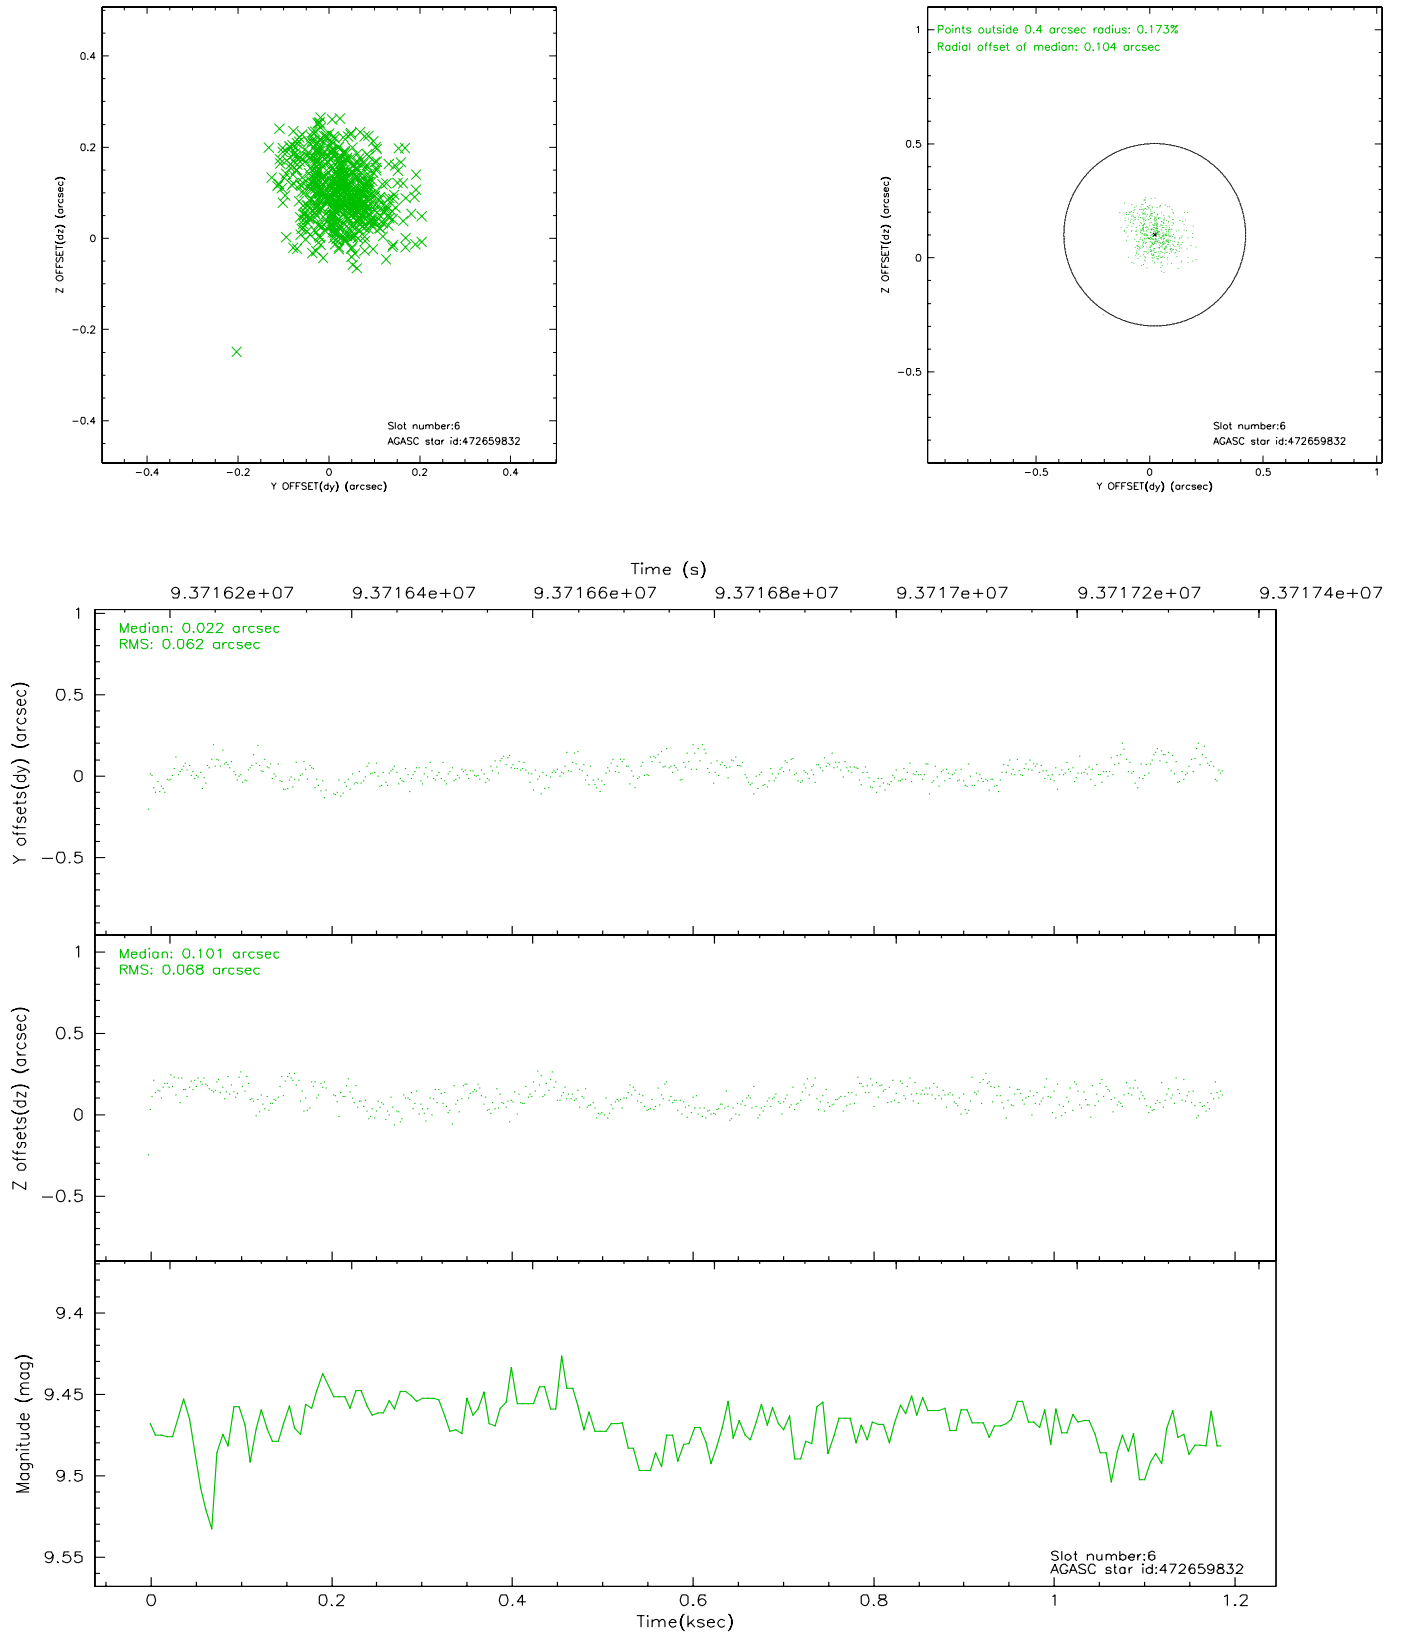 0.4
0.2
0
−0.2
−0.4
Z OFFSET(dz) (arcsec)
Slot number:6
AGASC star id:472659832
−0.4 −0.2 0 0.2 0.4
Y OFFSET(dy) (arcsec)
Points outside 0.4 arcsec radius: 0.173%
Radial offset of median: 0.104 arcsec
1
0.5
0
−0.5
Z OFFSET(dz) (arcsec)
Slot number:6
AGASC star id:472659832
−0.5 0 0.5 1
Y OFFSET(dy) (arcsec)
Time (s)
9.37162e+07 9.37164e+07 9.37166e+07 9.37168e+07 9.3717e+07 9.37172e+07 9.37174e+07
Median: 0.022 arcsec
RMS: 0.062 arcsec
1
0.5
0
−0.5
Y offsets(dy) (arcsec)
Median: 0.101 arcsec
RMS: 0.068 arcsec
1
0.5
0
−0.5
Z offsets(dz) (arcsec)
9.4
9.45
9.5
9.55
Magnitude (mag)
Slot number:6
AGASC star id:472659832
0 0.2 0.4 0.6 0.8 1 1.2
Time(ksec)